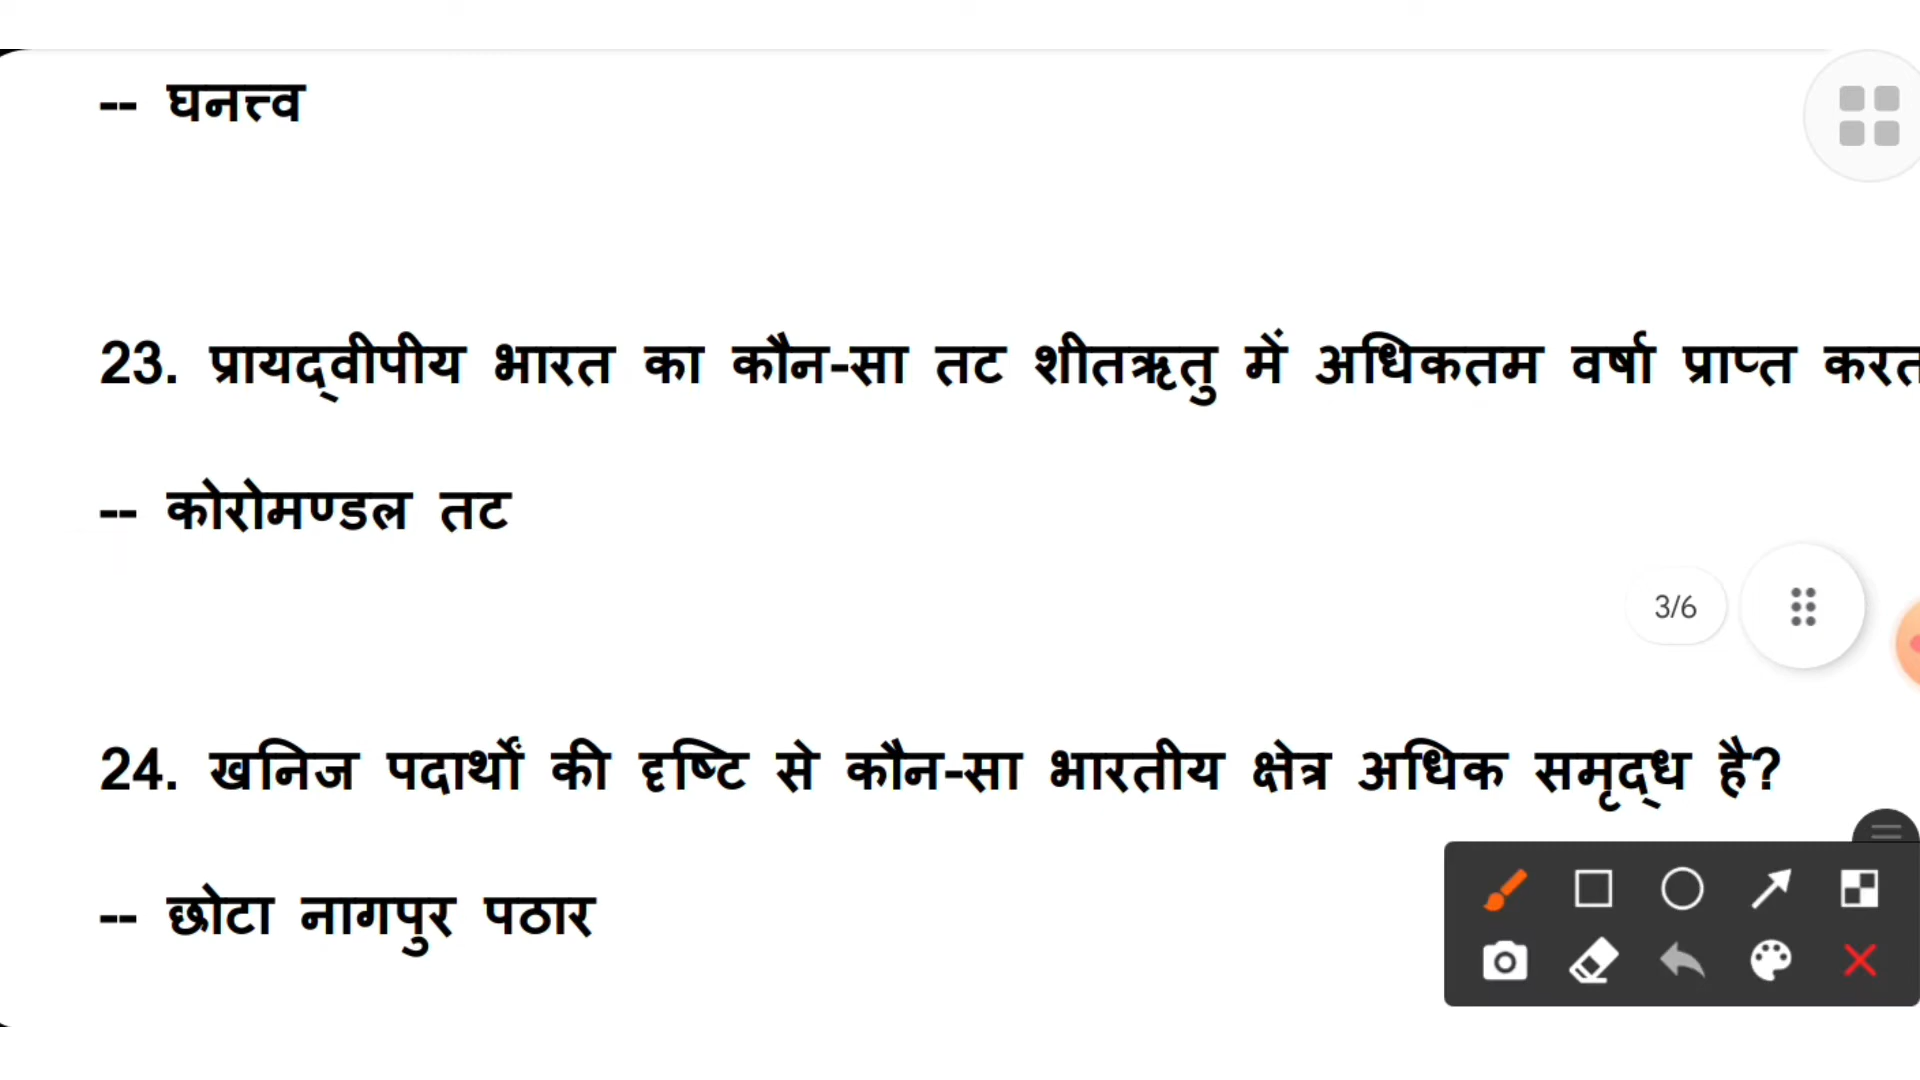 -- घनत्त्व
23. प्रायद्वीपीय भारत का कौन-सा तट शीतऋतु में अधिकतम वर्षा प्राप्त करत
-- कोरोमण्डल तट
3/6
24. खनिज पदार्थों की दृष्टि से कौन-सा भारतीय क्षेत्र अधिक समृद्ध है?
-- छोटा नागपुर पठार